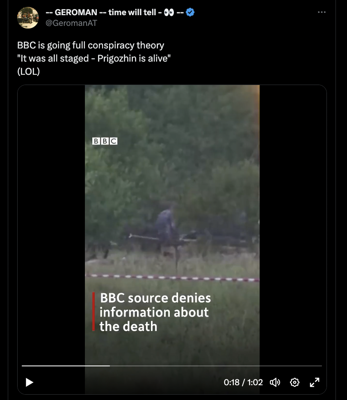 -- GEROMAN -- time will tell - 👀 --
@GeromanAT
BBC is going full conspiracy theory
"It was all staged - Prigozhin is alive"
(LOL)
BBC
BBC source denies
information about
the death
0:18 / 1:02